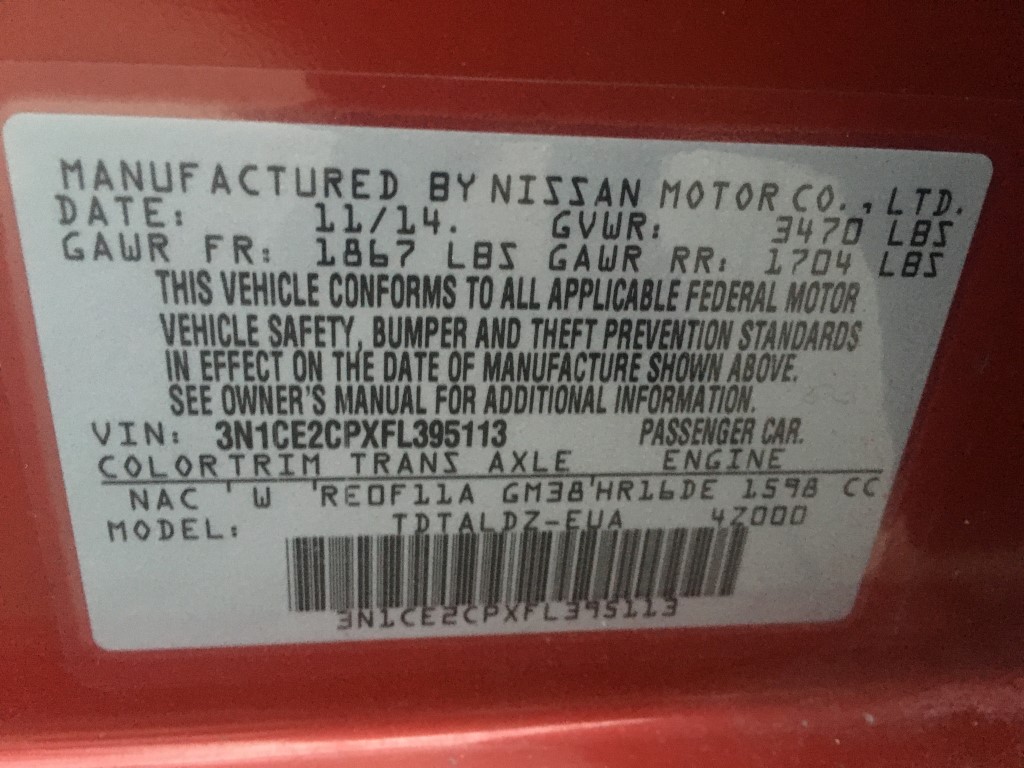 MANUFACTURED BY NISSAN MOTOR CO., LTD.
DATE: 11/14. GVWR: 3470 LBS
GAWR FR: 1867 LBS GAWR RR: 1704 LBS
THIS VEHICLE CONFORMS TO ALL APPLICABLE FEDERAL MOTOR
VEHICLE SAFETY, BUMPER AND THEFT PREVENTION STANDARDS
IN EFFECT ON THE DATE OF MANUFACTURE SHOWN ABOVE.
SEE OWNER'S MANUAL FOR ADDITIONAL INFORMATION.
VIN: 3N1CE2CPXFL395113 PASSENGER CAR.
COLOR TRIM TRANS AXLE ENGINE
NAC ' W ' RE0F11A GM38 ' HR16DE 1598 CC
MODEL: TDTALDZ-EUA 4Z000
3N1CE2CPXFL395113